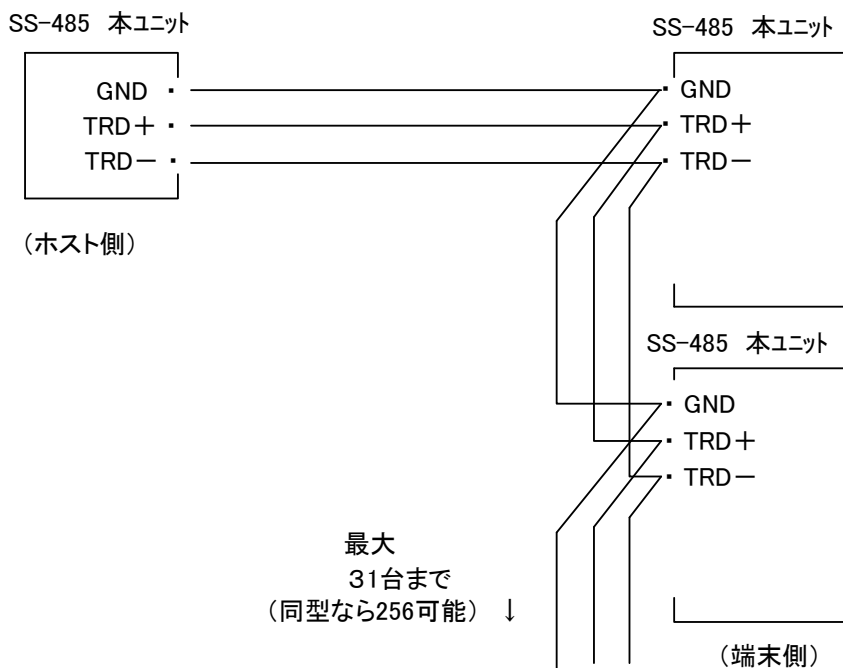 SS-485 本ユニット
GND
TRD+
TRD-
(ホスト側)
SS-485 本ユニット
GND
TRD+
TRD-
SS-485 本ユニット
GND
TRD+
TRD-
最大
31台まで
(同型なら256可能) ↓
(端末側)